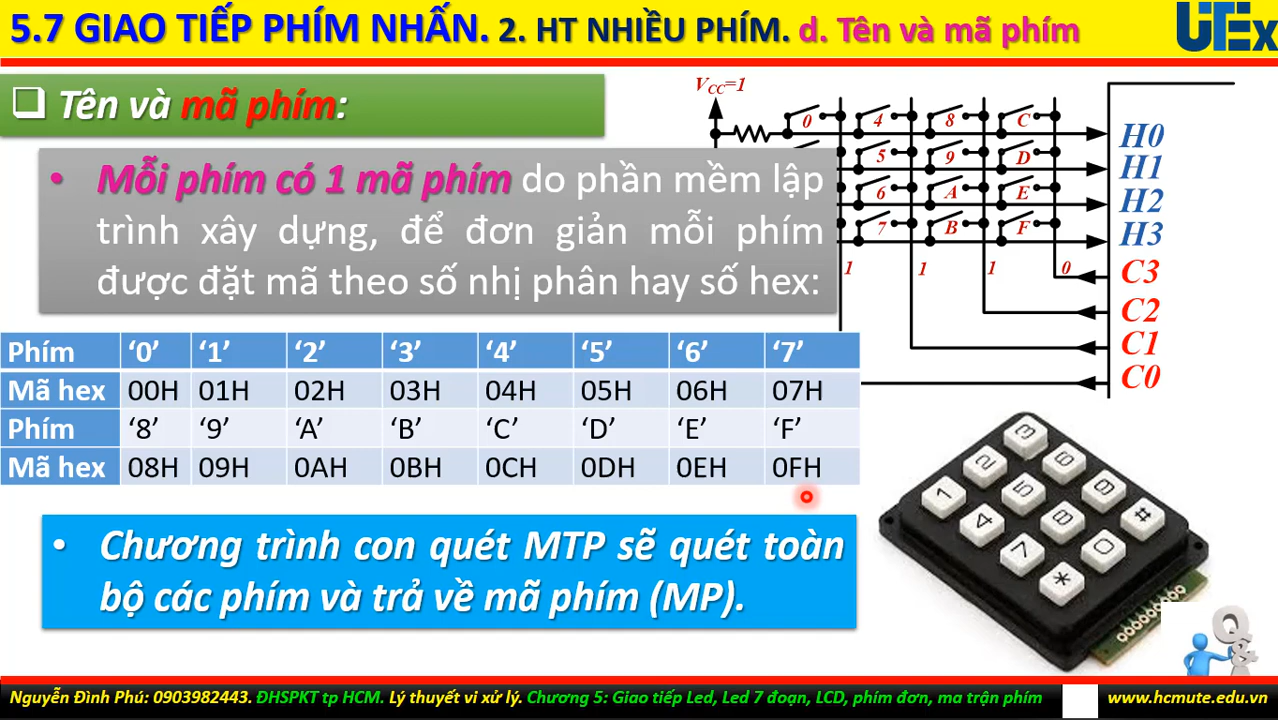 5.7 GIAO TIẾP PHÍM NHẤN. 2. HT NHIỀU PHÍM. d. Tên và mã phím
UTEx
Tên và mã phím:
• Mỗi phím có 1 mã phím do phần mềm lập
trình xây dựng, để đơn giản mỗi phím
được đặt mã theo số nhị phân hay số hex:
VCC=1
0 4 8 C H0
5 9 D H1
6 A E H2
7 B F H3
1 1 1 0 C3
C2
C1
C0
Phím ‘0’ ‘1’ ‘2’ ‘3’ ‘4’ ‘5’ ‘6’ ‘7’
Mã hex 00H 01H 02H 03H 04H 05H 06H 07H
Phím ‘8’ ‘9’ ‘A’ ‘B’ ‘C’ ‘D’ ‘E’ ‘F’
Mã hex 08H 09H 0AH 0BH 0CH 0DH 0EH 0FH
• Chương trình con quét MTP sẽ quét toàn
bộ các phím và trả về mã phím (MP).
1 2 3
4 5 6
7 8 9
* 0 #
Q&
Nguyễn Đình Phú: 0903982443. ĐHSPKT tp HCM. Lý thuyết vi xử lý. Chương 5: Giao tiếp Led, Led 7 đoạn, LCD, phím đơn, ma trận phím
www.hcmute.edu.vn